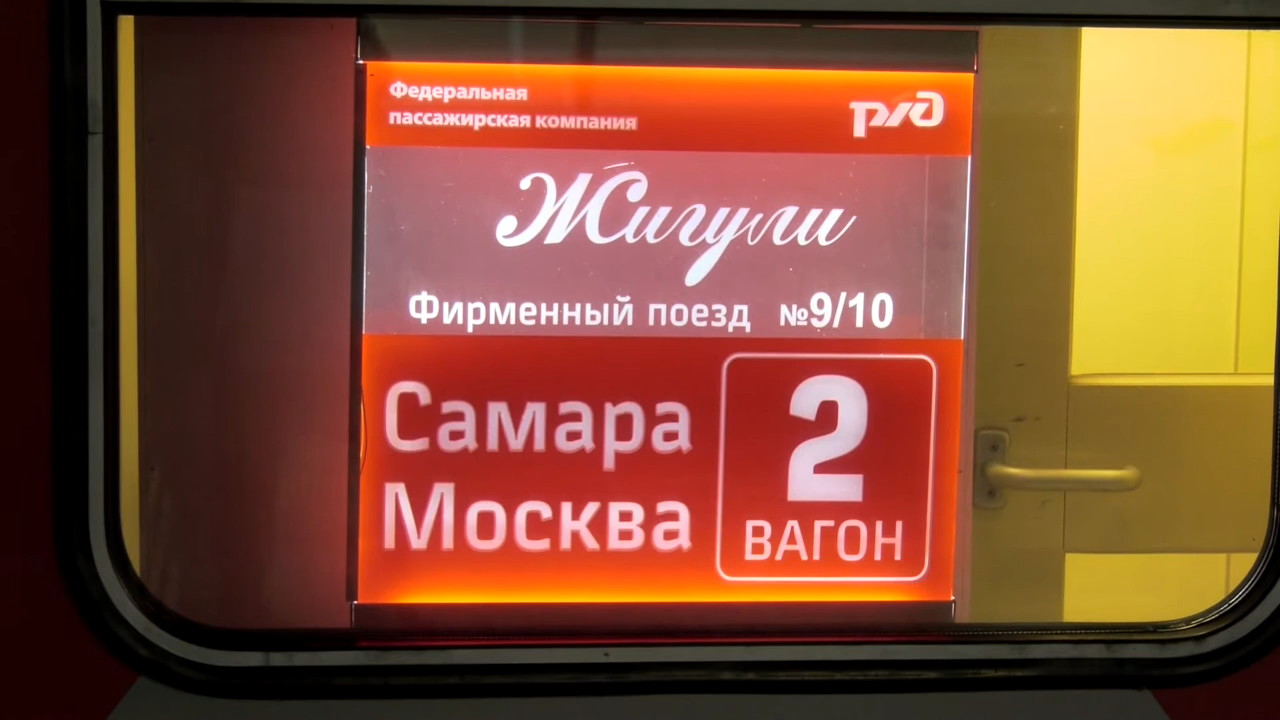 Федеральная
пассажирская компания
ржд
Жигули
Фирменный поезд №9/10
Самара
Москва
2
ВАГОН